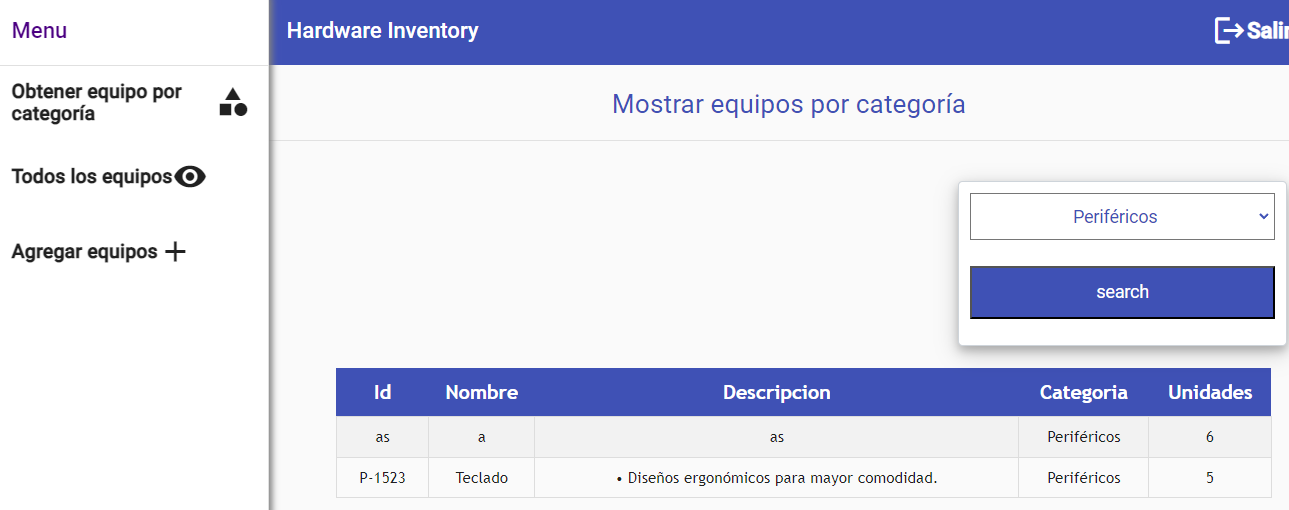 Menu
Hardware Inventory
Salir
Obtener equipo por
categoría
Todos los equipos
Agregar equipos
Mostrar equipos por categoría
Periféricos
search
Id Nombre Descripcion Categoria Unidades
as a as Periféricos 6
P-1523 Teclado • Diseños ergonómicos para mayor comodidad. Periféricos 5